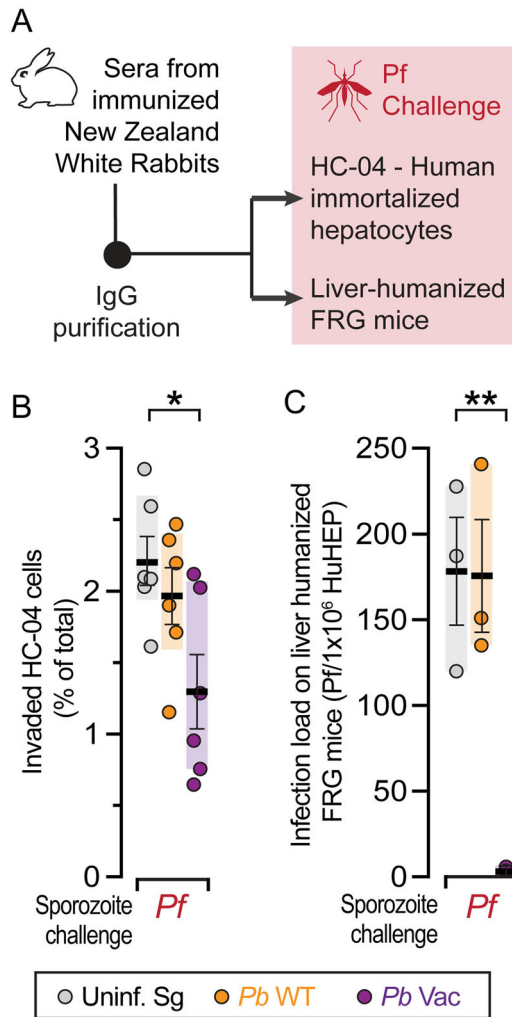 A
Sera from
immunized
New Zealand
White Rabbits
IgG
purification
Pf
Challenge
HC-04 - Human
immortalized
hepatocytes
Liver-humanized
FRG mice
B
*
Invaded HC-04 cells
(% of total)
3
2
1
0
Sporozoite
challenge
Pf
C
**
Infection load on liver humanized
FRG mice (Pf/1x10⁶ HuHEP)
250
200
150
100
50
0
Sporozoite
challenge
Pf
Uninf. Sg
Pb WT
Pb Vac